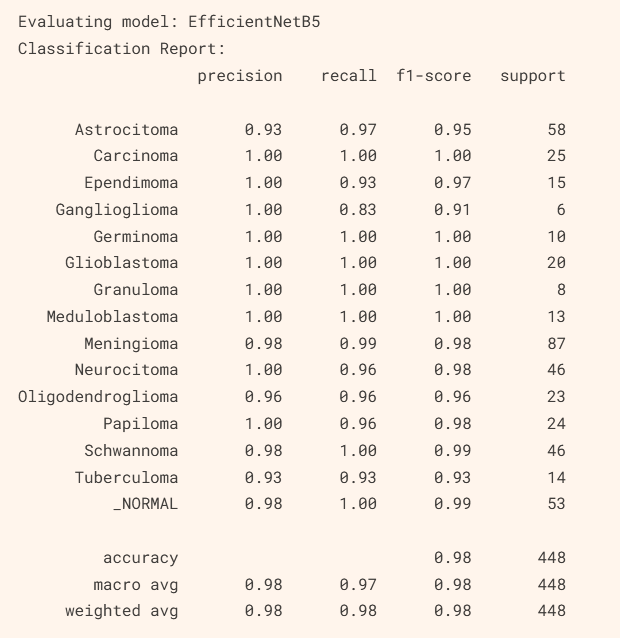 Evaluating model: EfficientNetB5
Classification Report:
precision recall f1-score support
Astrocitoma 0.93 0.97 0.95 58
Carcinoma 1.00 1.00 1.00 25
Ependimoma 1.00 0.93 0.97 15
Ganglioglioma 1.00 0.83 0.91 6
Germinoma 1.00 1.00 1.00 10
Glioblastoma 1.00 1.00 1.00 20
Granuloma 1.00 1.00 1.00 8
Meduloblastoma 1.00 1.00 1.00 13
Meningioma 0.98 0.99 0.98 87
Neurocitoma 1.00 0.96 0.98 46
Oligodendroglioma 0.96 0.96 0.96 23
Papiloma 1.00 0.96 0.98 24
Schwannoma 0.98 1.00 0.99 46
Tuberculoma 0.93 0.93 0.93 14
_NORMAL 0.98 1.00 0.99 53
accuracy 0.98 448
macro avg 0.98 0.97 0.98 448
weighted avg 0.98 0.98 0.98 448